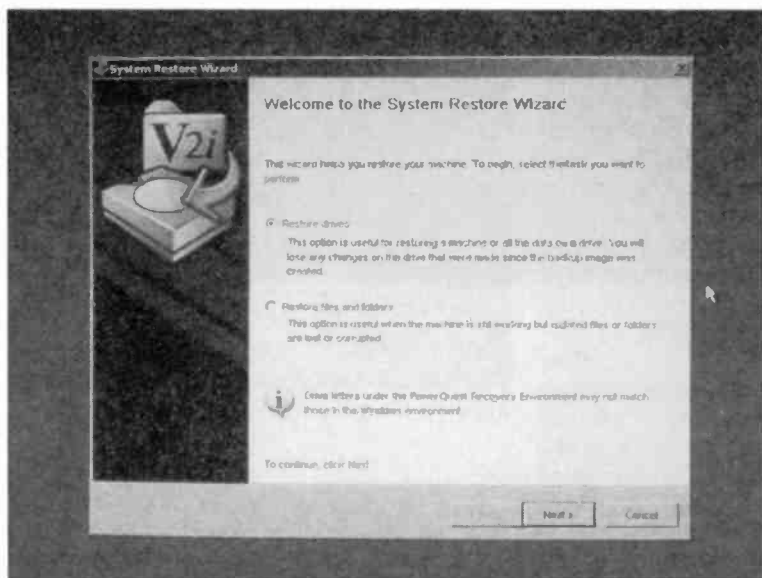 System Restore Wizard
V2i
Welcome to the System Restore Wizard
This wizard helps you restore your machine. To begin, select the task you want to
perform.
Restore drives
This option is useful for restoring a machine or all the data on a drive. You will
lose any changes on the drive that were made since the backup image was
created.
Restore files and folders
This option is useful when the machine is still working but isolated files or folders
are lost or corrupted.
i
Drive letters under the PowerQuest Recovery Environment may not match
those in the Windows environment.
To continue, click Next
Next >
Cancel